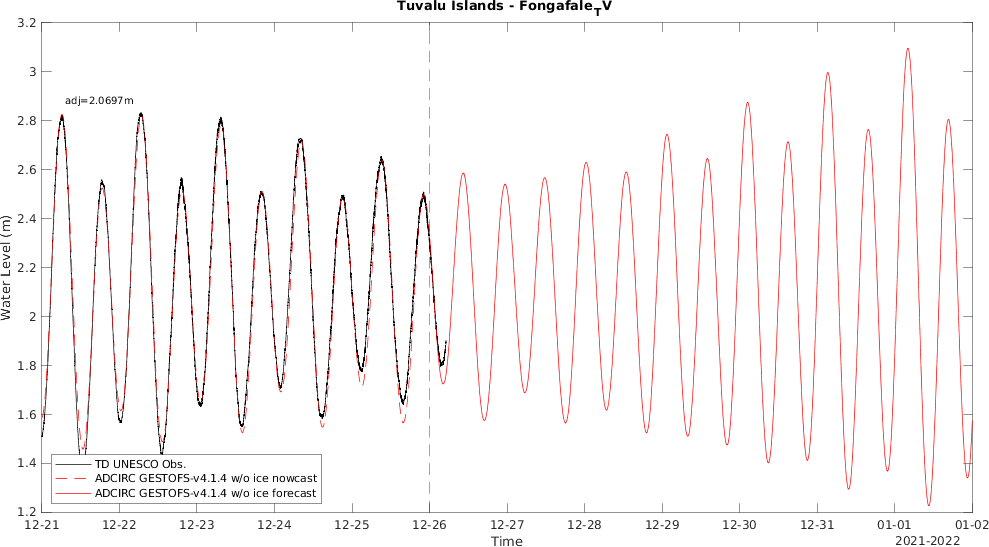 Tuvalu Islands - Fongafale_TV
3.2
3
2.8
2.6
2.4
2.2
2
1.8
1.6
1.4
1.2
Water Level (m)
adj=2.0697m
TD UNESCO Obs.
ADCIRC GESTOFS-v4.1.4 w/o ice nowcast
ADCIRC GESTOFS-v4.1.4 w/o ice forecast
12-21 12-22 12-23 12-24 12-25 12-26 12-27 12-28 12-29 12-30 12-31 01-01 01-02
Time
2021-2022